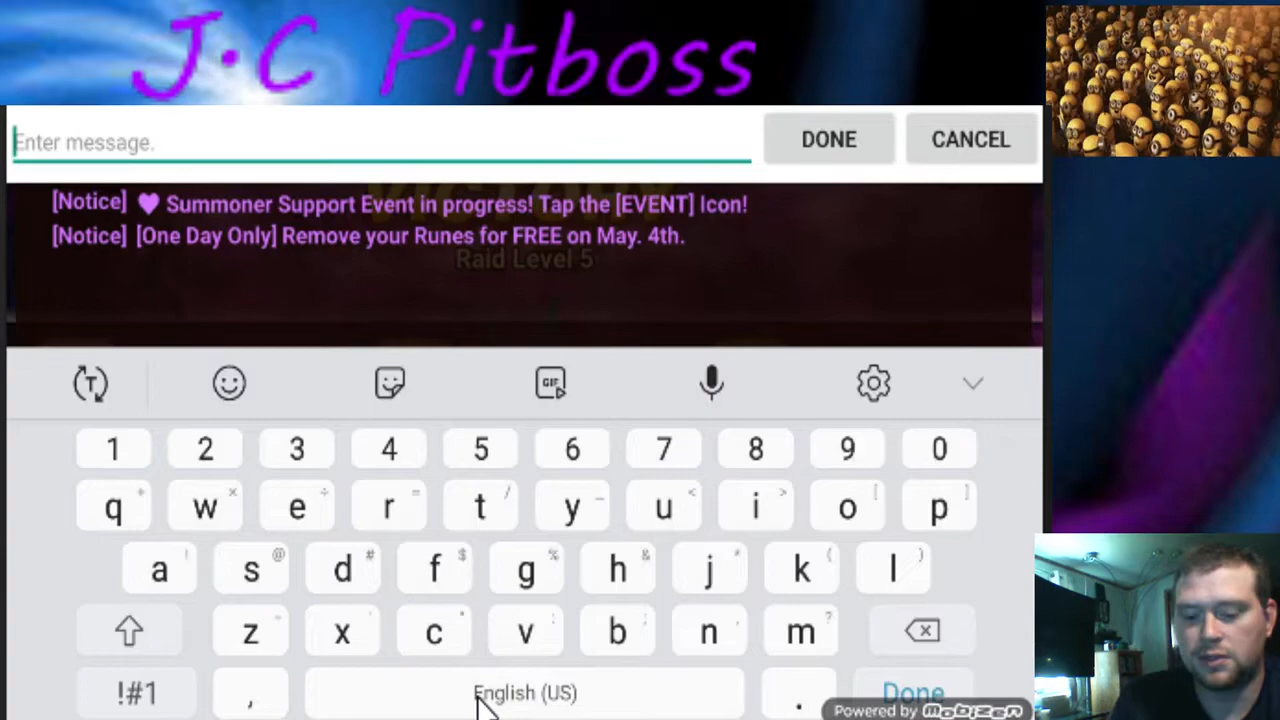 J.C Pitboss
Enter message.
DONE
CANCEL
VICTORY
[Notice] ♥ Summoner Support Event in progress! Tap the [EVENT] Icon!
[Notice] [One Day Only] Remove your Runes for FREE on May. 4th.
Raid Level 5
T
GIF
1 2 3 4 5 6 7 8 9 0
q w e r t y u i o p
a s d f g h j k l
z x c v b n m
!#1 , English (US) . Done
Powered by mobizen